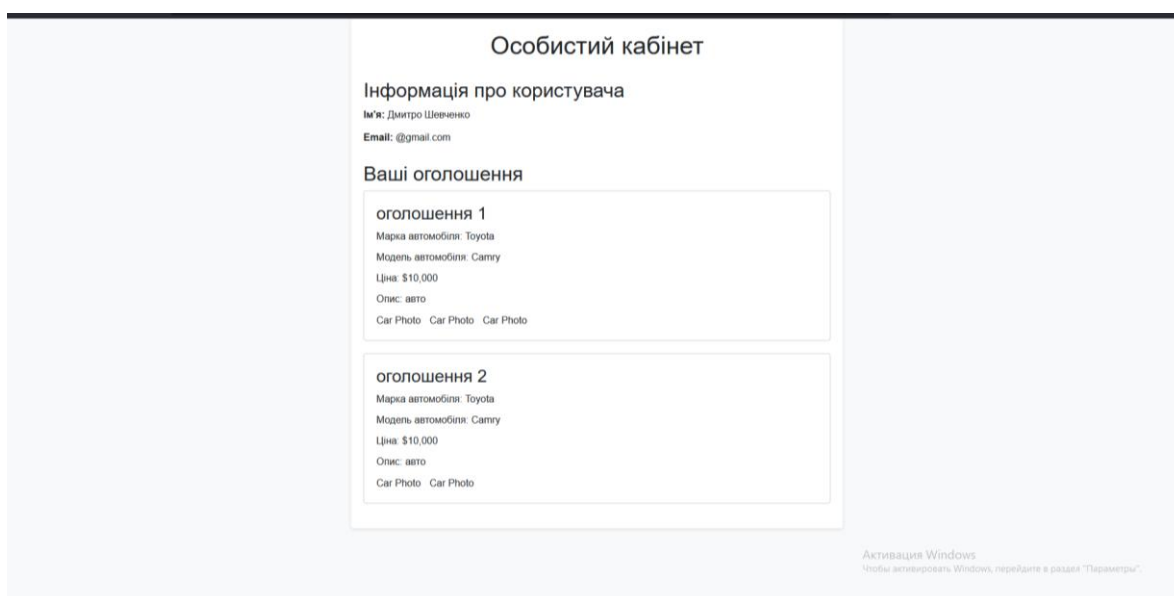 Особистий кабінет
Інформація про користувача
Ім'я: Дмитро Шевченко
Email: @gmail.com
Ваші оголошення
оголошення 1
Марка автомобіля: Toyota
Модель автомобіля: Camry
Ціна: $10,000
Опис: авто
Car Photo Car Photo Car Photo
оголошення 2
Марка автомобіля: Toyota
Модель автомобіля: Camry
Ціна: $10,000
Опис: авто
Car Photo Car Photo
Активация Windows
Чтобы активировать Windows, перейдите в раздел "Параметры".